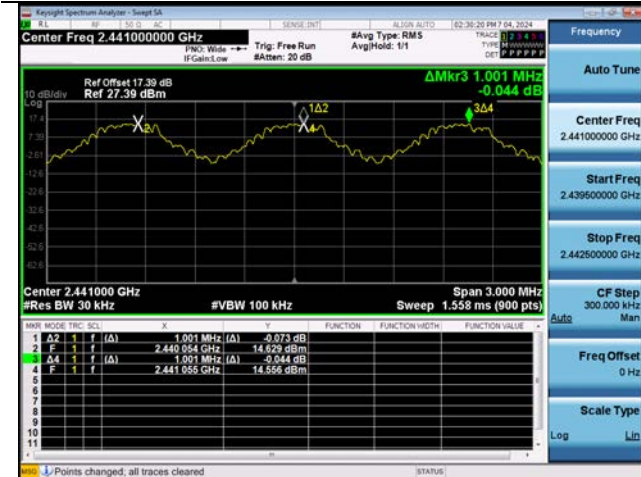 Keysight Spectrum Analyzer - Swept SA
RL RF 50 Ω AC SENSE:INT ALIGN AUTO 02:30:20 PM 7 04, 2024
Center Freq 2.441000000 GHz
PNO: Wide
IFGain:Low
Trig: Free Run
#Atten: 20 dB
#Avg Type: RMS
Avg|Hold: 1/1
TRACE 1 2 3 4 5 6
TYPE M WWWWW
DET P P P P P P
Ref Offset 17.39 dB
Ref 27.39 dBm
10 dB/div
Log
ΔMkr3 1.001 MHz
-0.044 dB
17.4
7.39
-2.61
-12.6
-22.6
-32.6
-42.6
-52.6
-62.6
1Δ2
3Δ4
2
4
Center 2.441000 GHz
#Res BW 30 kHz
#VBW 100 kHz
Span 3.000 MHz
Sweep 1.558 ms (900 pts)
MKR MODE TRC SCL X Y FUNCTION FUNCTION WIDTH FUNCTION VALUE
1 Δ2 1 f (Δ) 1.001 MHz (Δ) -0.073 dB
2 F 1 f 2.440 054 GHz 14.629 dBm
3 Δ4 1 f (Δ) 1.001 MHz (Δ) -0.044 dB
4 F 1 f 2.441 055 GHz 14.556 dBm
5
6
7
8
9
10
11
MSG Points changed; all traces cleared
STATUS
Frequency
Auto Tune
Center Freq
2.441000000 GHz
Start Freq
2.439500000 GHz
Stop Freq
2.442500000 GHz
CF Step
300.000 kHz
Auto Man
Freq Offset
0 Hz
Scale Type
Log Lin